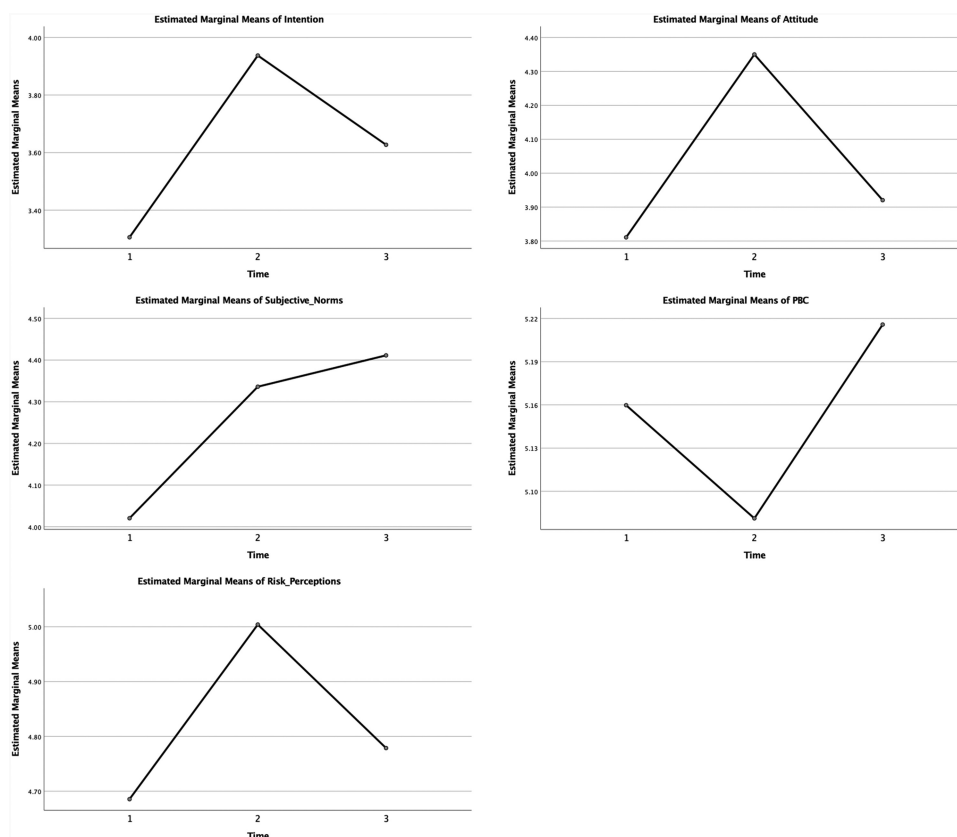 Estimated Marginal Means of Intention
Estimated Marginal Means
4.00
3.80
3.60
3.40
1 2 3
Time
Estimated Marginal Means of Attitude
Estimated Marginal Means
4.40
4.30
4.20
4.10
4.00
3.90
3.80
1 2 3
Time
Estimated Marginal Means of Subjective_Norms
Estimated Marginal Means
4.50
4.40
4.30
4.20
4.10
4.00
1 2 3
Time
Estimated Marginal Means of PBC
Estimated Marginal Means
5.22
5.19
5.16
5.13
5.10
1 2 3
Time
Estimated Marginal Means of Risk_Perceptions
Estimated Marginal Means
5.00
4.90
4.80
4.70
1 2 3
Time